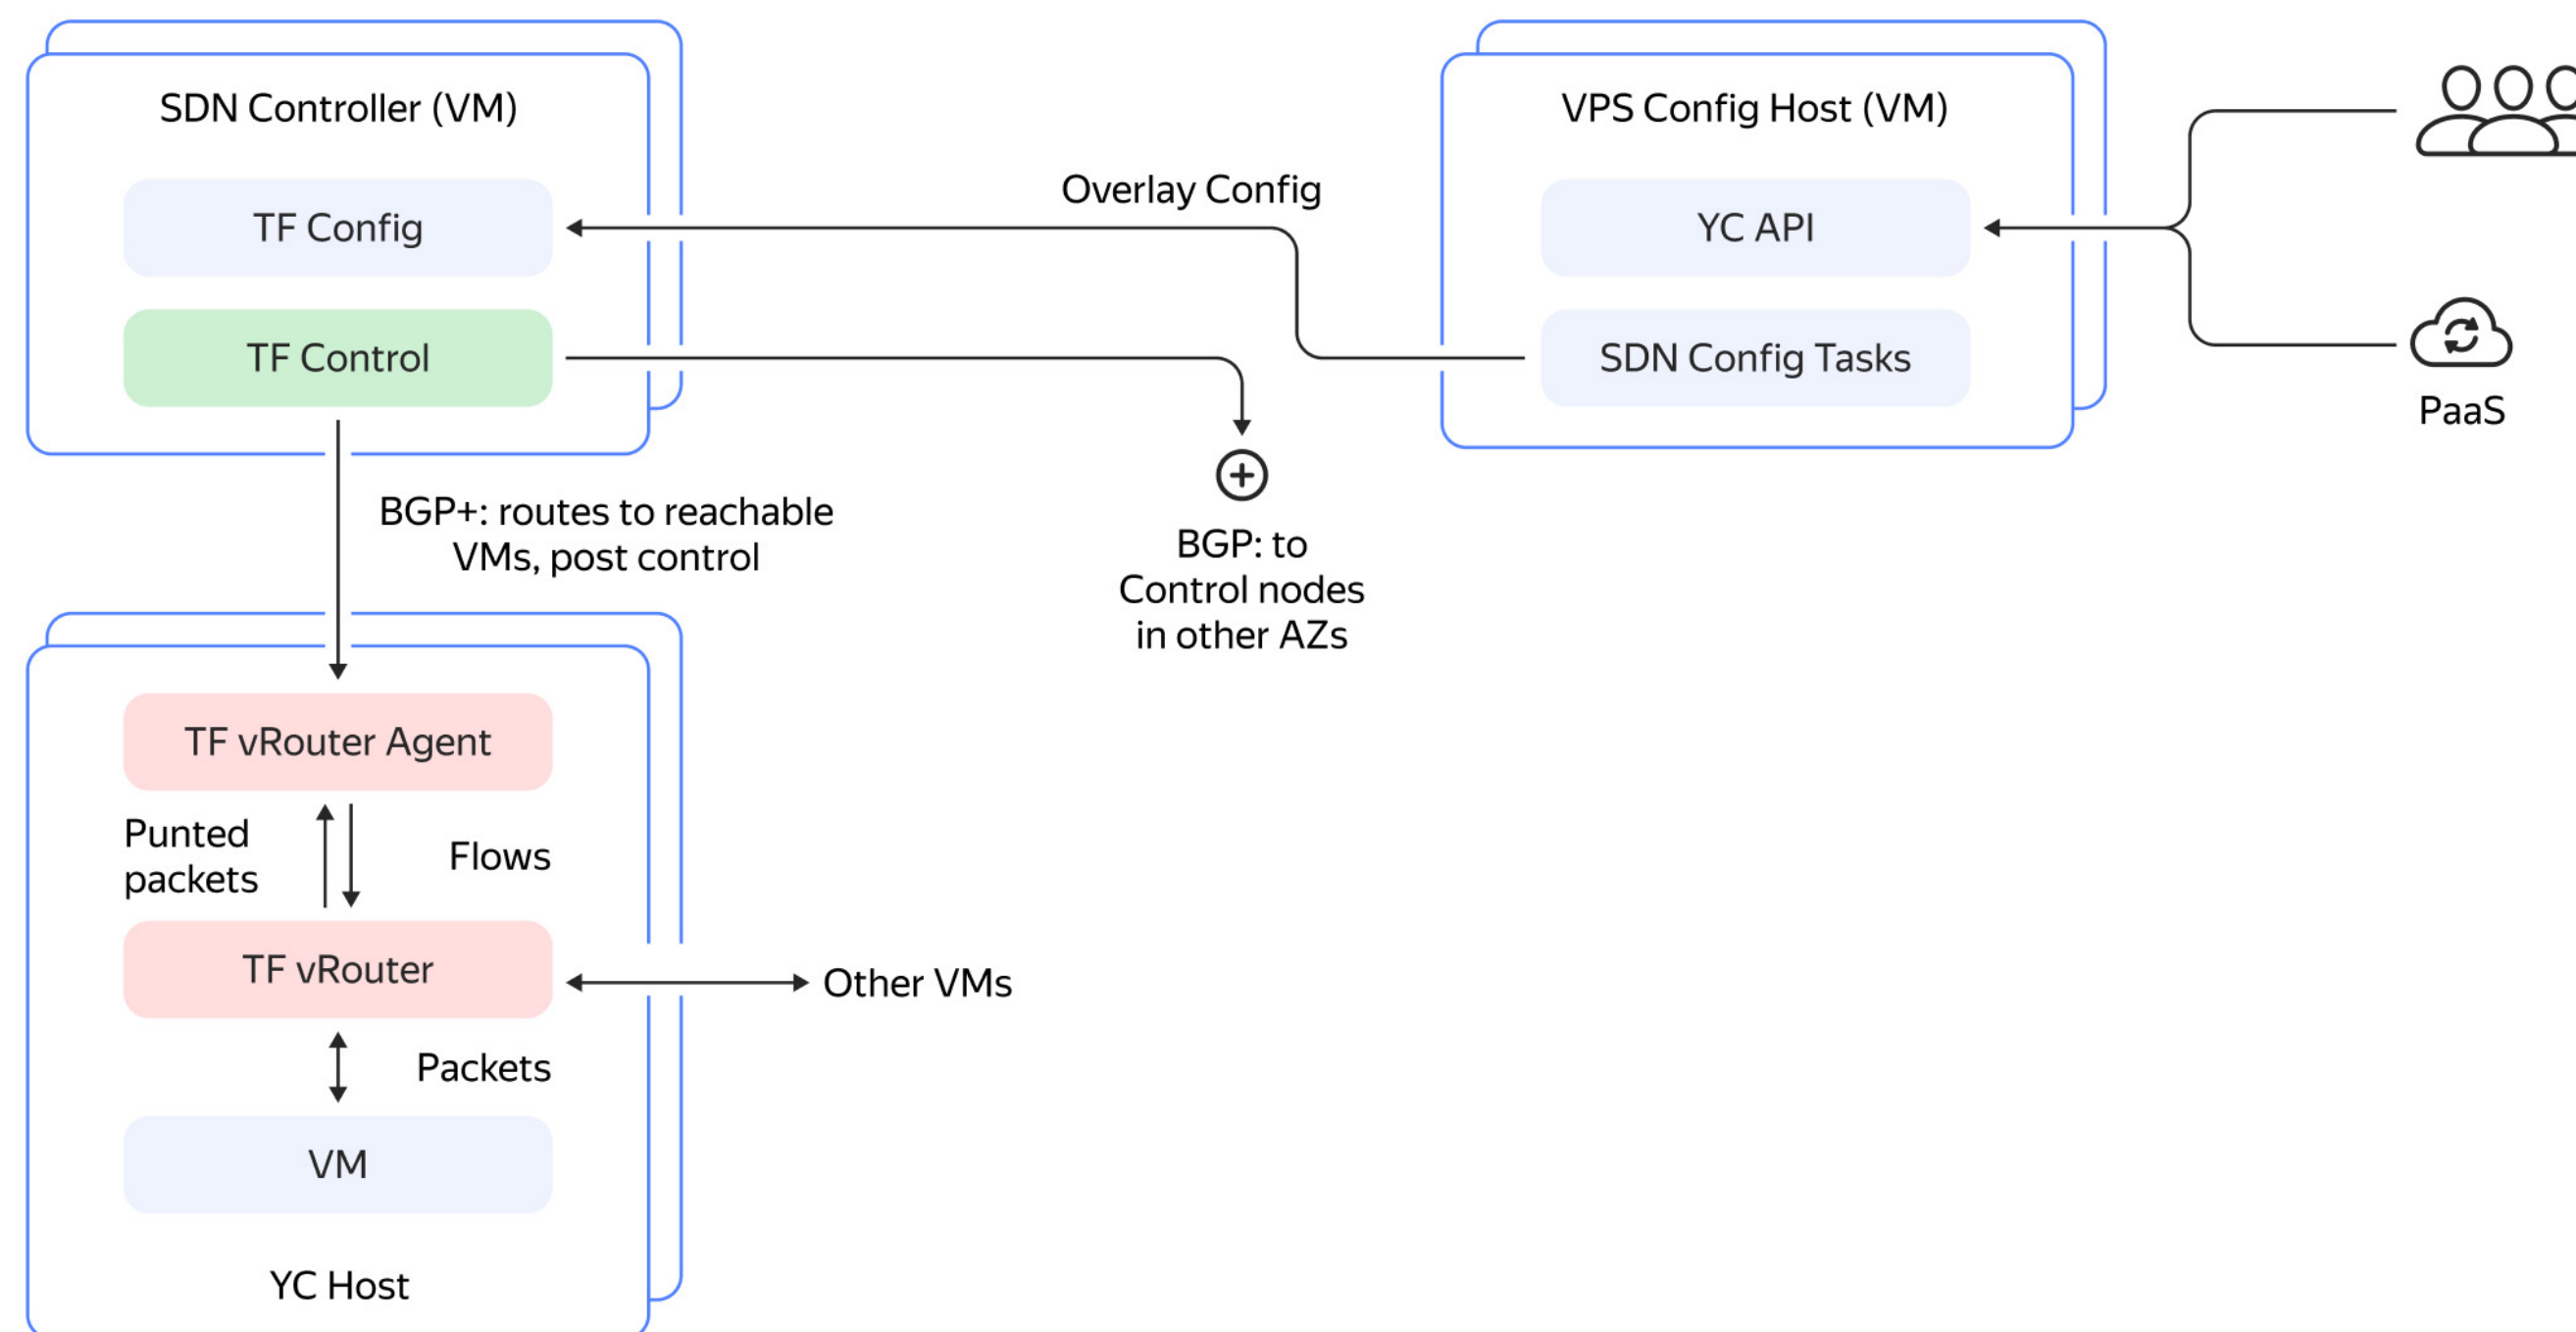 SDN Controller (VM)
TF Config
TF Control
Overlay Config
VPS Config Host (VM)
YC API
SDN Config Tasks
PaaS
BGP+: routes to reachable
VMs, post control
BGP: to
Control nodes
in other AZs
TF vRouter Agent
Punted
packets
Flows
TF vRouter
Other VMs
Packets
VM
YC Host